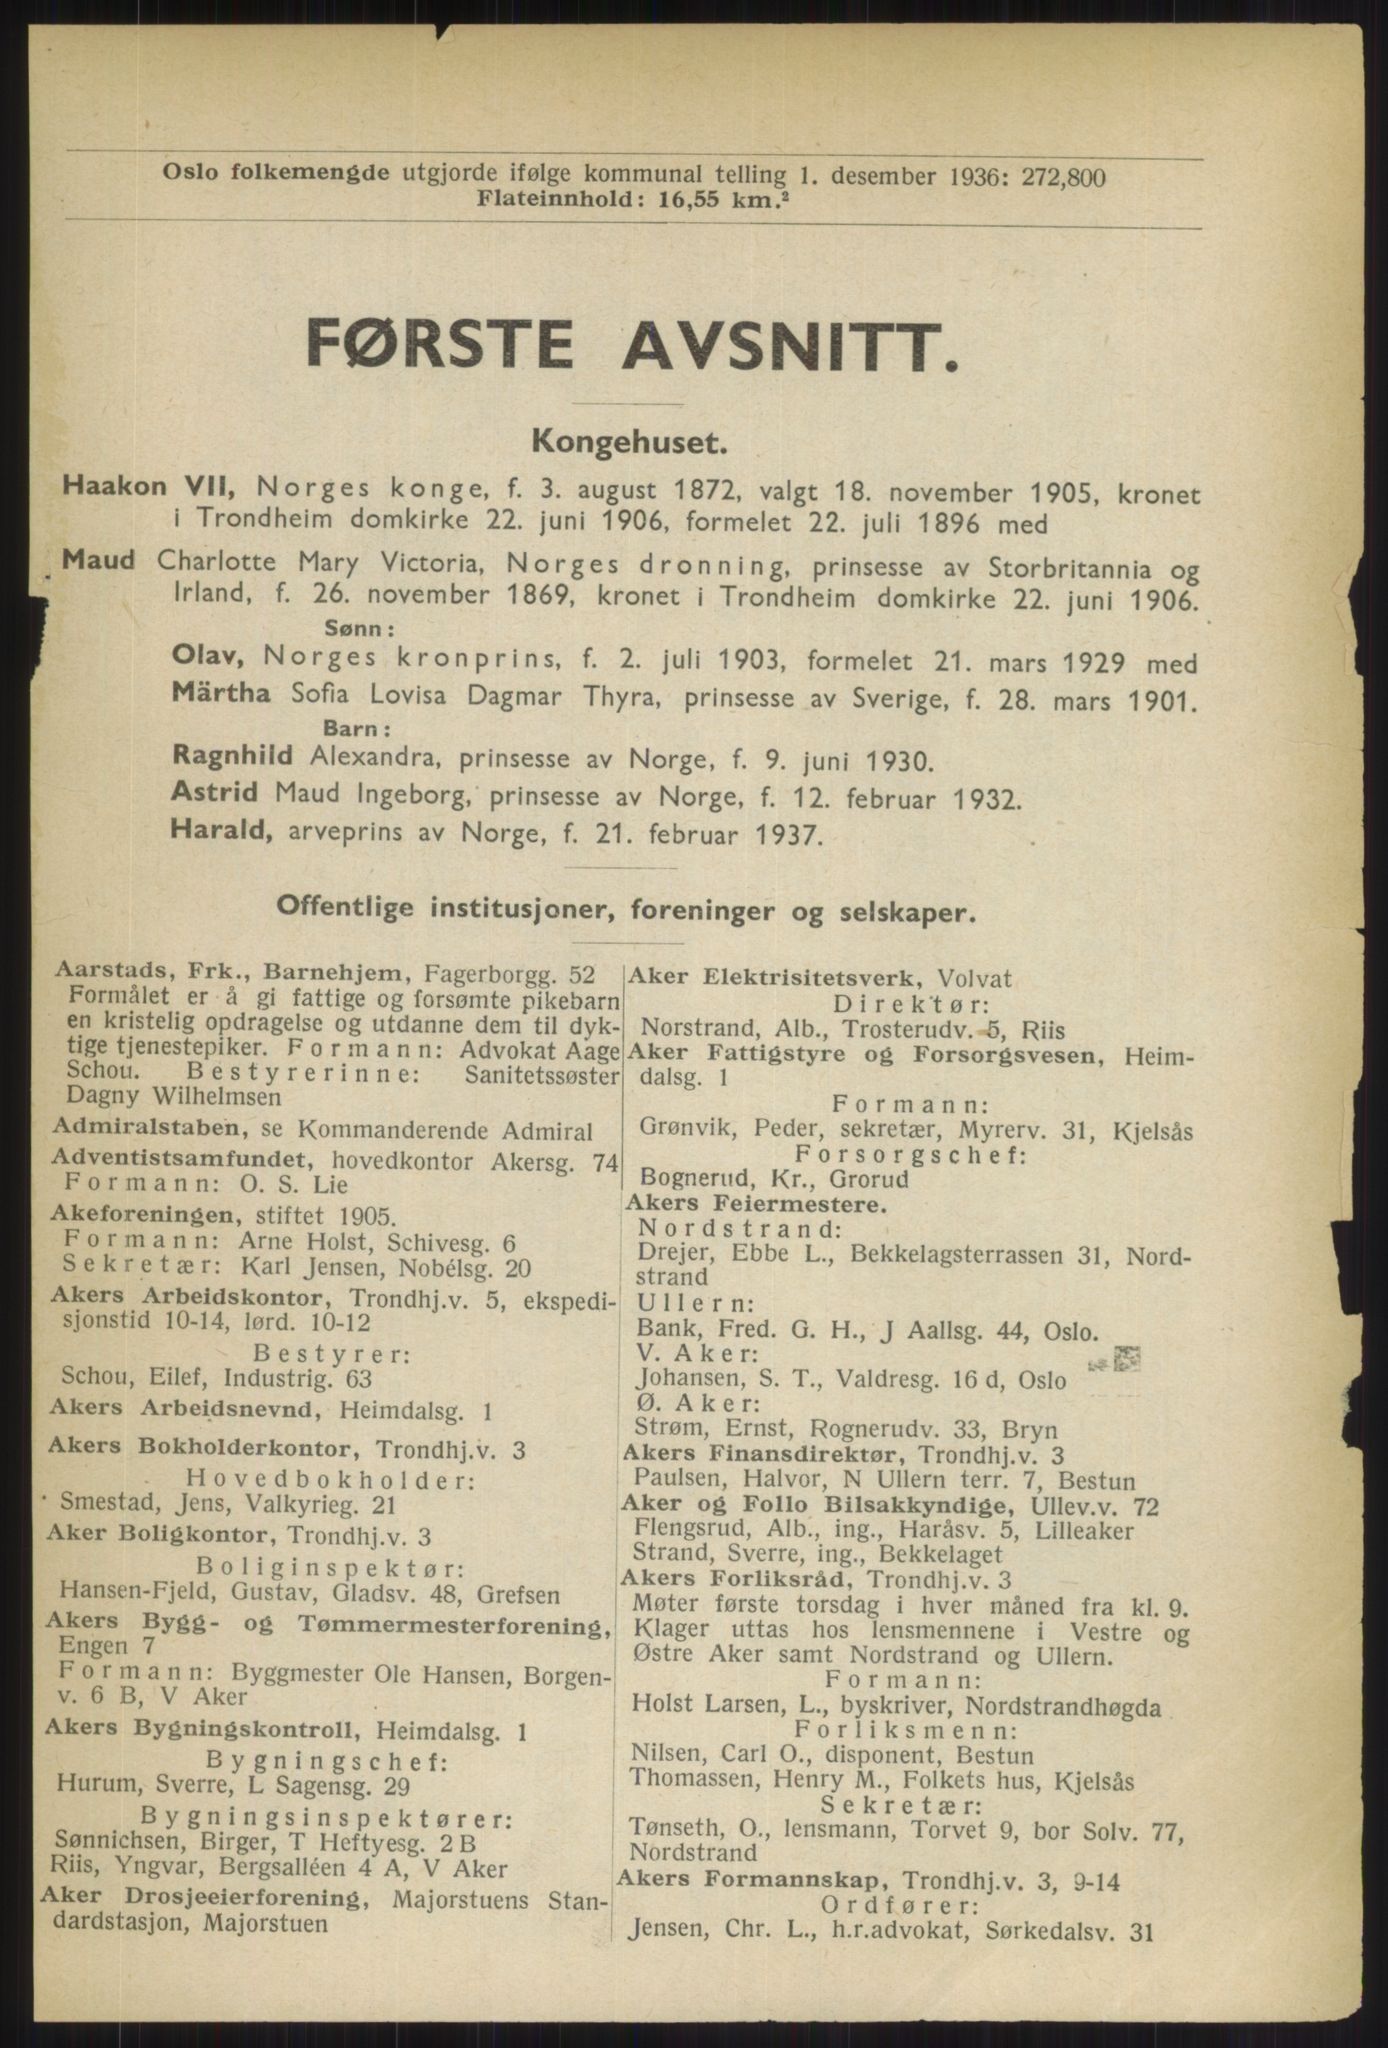 Oslo folkemengde utgjorde ifølge kommunal telling 1. desember 1936: 272,800
Flateinnhold: 16,55 km.²
FØRSTE AVSNITT.
Kongehuset.
Haakon VII, Norges konge, f. 3. august 1872, valgt 18. november 1905, kronet
i Trondheim domkirke 22. juni 1906, formelet 22. juli 1896 med
Maud Charlotte Mary Victoria, Norges dronning, prinsesse av Storbritannia og
Irland, f. 26. november 1869, kronet i Trondheim domkirke 22. juni 1906.
Sønn:
Olav, Norges kronprins, f. 2. juli 1903, formelet 21. mars 1929 med
Märtha Sofia Lovisa Dagmar Thyra, prinsesse av Sverige, f. 28. mars 1901.
Barn:
Ragnhild Alexandra, prinsesse av Norge, f. 9. juni 1930.
Astrid Maud Ingeborg, prinsesse av Norge, f. 12. februar 1932.
Harald, arveprins av Norge, f. 21. februar 1937.
Offentlige institusjoner, foreninger og selskaper.
Aarstads, Frk., Barnehjem, Fagerborgg. 52
Formålet er å gi fattige og forsømte pikebarn
en kristelig opdragelse og utdanne dem til dyk-
tige tjenestepiker. Formann: Advokat Aage
Schou. Bestyrerinne: Sanitetssøster
Dagny Wilhelmsen
Admiralstaben, se Kommanderende Admiral
Adventistsamfundet, hovedkontor Akersg. 74
Formann: O. S. Lie
Akeforeningen, stiftet 1905.
Formann: Arne Holst, Schivesg. 6
Sekretær: Karl Jensen, Nobélsg. 20
Akers Arbeidskontor, Trondhj.v. 5, ekspedi-
sjonstid 10-14, lørd. 10-12
Bestyrer:
Schou, Eilef, Industrig. 63
Akers Arbeidsnevnd, Heimdalsg. 1
Akers Bokholderkontor, Trondhj.v. 3
Hovedbokholder:
Smestad, Jens, Valkyrieg. 21
Aker Boligkontor, Trondhj.v. 3
Boliginspektør:
Hansen-Fjeld, Gustav, Gladsv. 48, Grefsen
Akers Bygg- og Tømmermesterforening,
Engen 7
Formann: Byggmester Ole Hansen, Borgen-
v. 6 B, V Aker
Akers Bygningskontroll, Heimdalsg. 1
Bygningschef:
Hurum, Sverre, L Sagensg. 29
Bygningsinspektører:
Sønnichsen, Birger, T Heftyesg. 2 B
Riis, Yngvar, Bergsalléen 4 A, V Aker
Aker Drosjeeierforening, Majorstuens Stan-
dardstasjon, Majorstuen
Aker Elektrisitetsverk, Volvat
Direktør:
Norstrand, Alb., Trosterudv. 5, Riis
Aker Fattigstyre og Forsorgsvesen, Heim-
dalsg. 1
Formann:
Grønvik, Peder, sekretær, Myrerv. 31, Kjelsås
Forsorgschef:
Bognerud, Kr., Grorud
Akers Feiermestere.
Nordstrand:
Drejer, Ebbe L., Bekkelagsterrassen 31, Nord-
strand
Ullern:
Bank, Fred. G. H., J Aallsg. 44, Oslo.
V. Aker:
Johansen, S. T., Valdresg. 16 d, Oslo
Ø. Aker:
Strøm, Ernst, Rognerudv. 33, Bryn
Akers Finansdirektør, Trondhj.v. 3
Paulsen, Halvor, N Ullern terr. 7, Bestun
Aker og Follo Bilsakkyndige, Ullev.v. 72
Flengsrud, Alb., ing., Haråsv. 5, Lilleaker
Strand, Sverre, ing., Bekkelaget
Akers Forliksråd, Trondhj.v. 3
Møter første torsdag i hver måned fra kl. 9.
Klager uttas hos lensmennene i Vestre og
Østre Aker samt Nordstrand og Ullern.
Formann:
Holst Larsen, L., byskriver, Nordstrandhøgda
Forliksmenn:
Nilsen, Carl O., disponent, Bestun
Thomassen, Henry M., Folkets hus, Kjelsås
Sekretær:
Tønseth, O., lensmann, Torvet 9, bor Solv. 77,
Nordstrand
Akers Formannskap, Trondhj.v. 3, 9-14
Ordfører:
Jensen, Chr. L., h.r.advokat, Sørkedalsv. 31